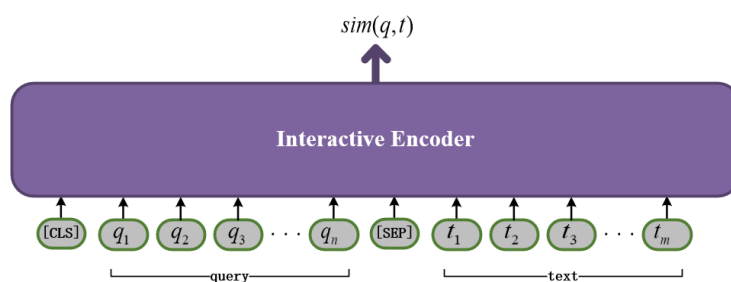 sim(q,t)
Interactive Encoder
[CLS] q₁ q₂ q₃ ··· qₙ [SEP] t₁ t₂ t₃ ··· tₘ
query text